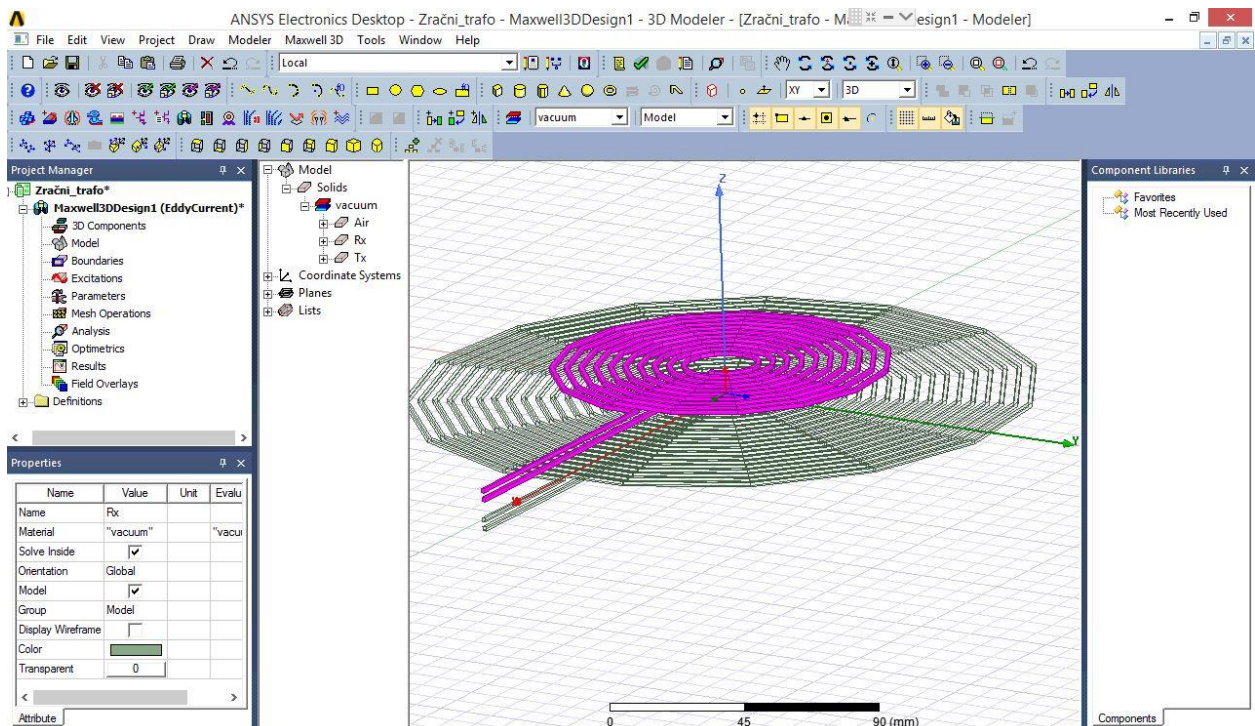 ANSYS Electronics Desktop - Zračni_trafo - Maxwell3DDesign1 - 3D Modeler - [Zračni_trafo - M esign1 - Modeler]
File Edit View Project Draw Modeler Maxwell 3D Tools Window Help
Local
XY 3D
vacuum Model
Project Manager
Zračni_trafo*
Maxwell3DDesign1 (EddyCurrent)*
3D Components
Model
Boundaries
Excitations
Parameters
Mesh Operations
Analysis
Optimetrics
Results
Field Overlays
Definitions
Properties
Name Value Unit Evalu
Name Rx
Material "vacuum" "vacu
Solve Inside
Orientation Global
Model
Group Model
Display Wireframe
Color
Transparent 0
Attribute
Model
Solids
vacuum
Air
Rx
Tx
Coordinate Systems
Planes
Lists
Z
Y
0 45 90 (mm)
Component Libraries
Favorites
Most Recently Used
Components